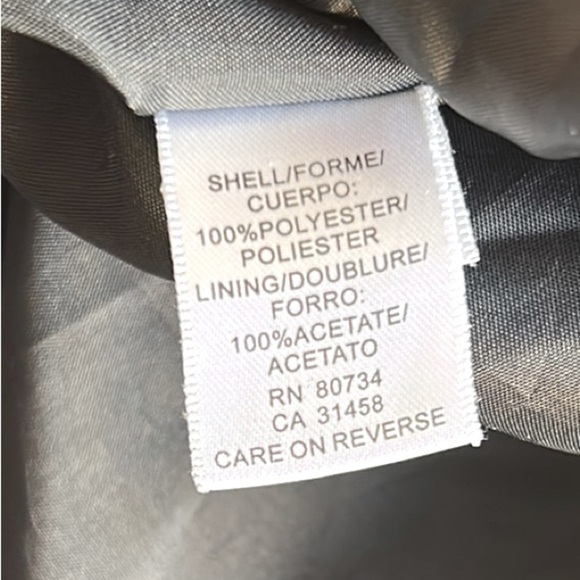 SHELL/FORME/
CUERPO:
100%POLYESTER/
POLIESTER
LINING/DOUBLURE/
FORRO:
100%ACETATE/
ACETATO
RN 80734
CA 31458
CARE ON REVERSE